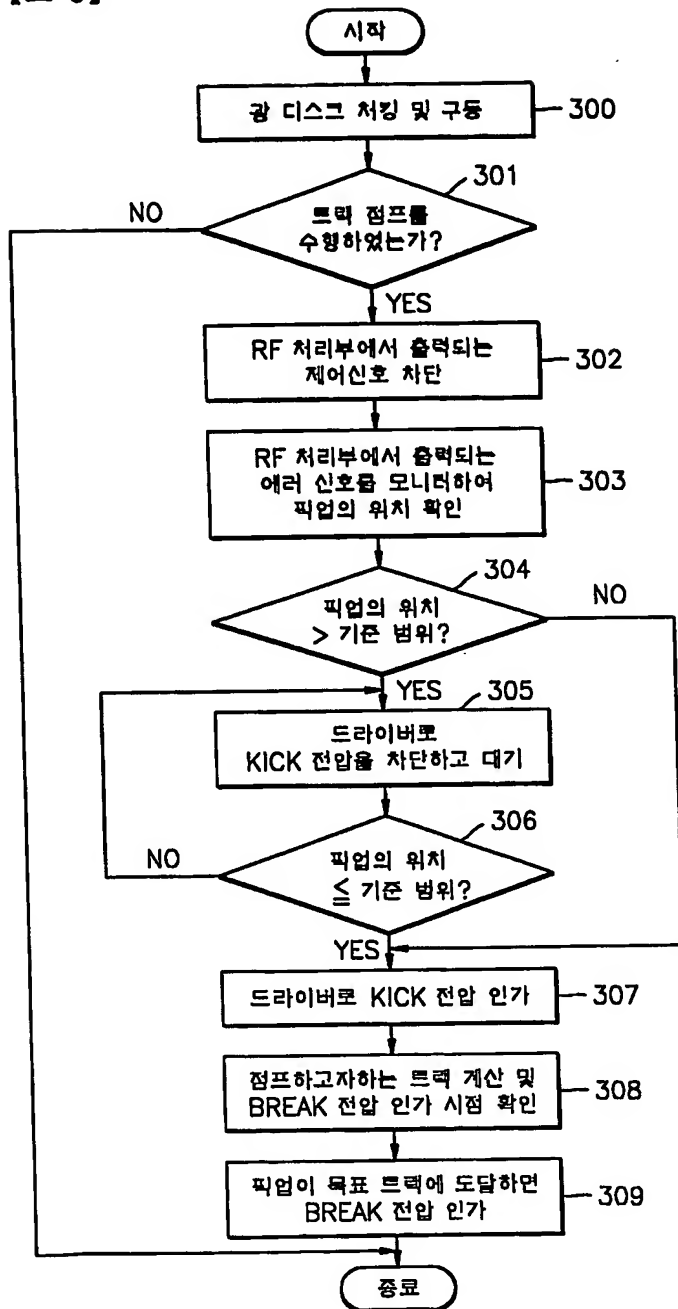 시작
광 디스크 처킹 및 구동
300
301
트랙 점프를
수행하였는가?
NO
YES
RF 처리부에서 출력되는
제어신호 차단
302
RF 처리부에서 출력되는
에러 신호를 모니터하여
픽업의 위치 확인
303
304
픽업의 위치
> 기준 범위?
NO
YES
305
드라이버로
KICK 전압을 차단하고 대기
306
픽업의 위치
≦ 기준 범위?
NO
YES
드라이버로 KICK 전압 인가
307
점프하고자하는 트랙 계산 및
BREAK 전압 인가 시점 확인
308
픽업이 목표 트랙에 도달하면
BREAK 전압 인가
309
종료